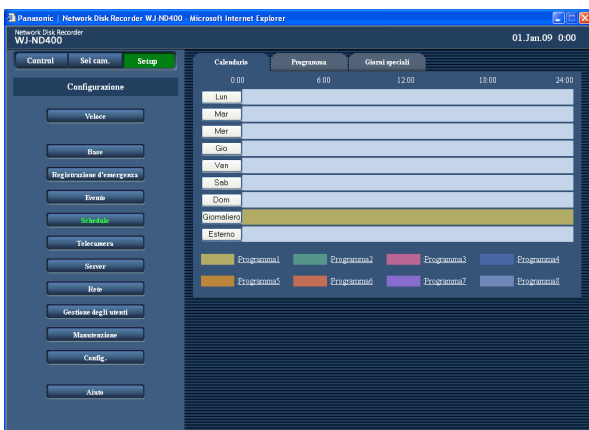 Panasonic | Network Disk Recorder WJ-ND400 - Microsoft Internet Explorer
Network Disk Recorder
WJ-ND400
01.Jan.09 0:00
Control Sel cam. Setup
Configurazione
Veloce
Base
Registrazione d'emergenza
Evento
Schedule
Telecamera
Server
Rete
Gestione degli utenti
Manutenzione
Config.
Aiuto
Calendario Programma Giorni speciali
0:00 6:00 12:00 18:00 24:00
Lun
Mar
Mer
Gio
Ven
Sab
Dom
Giornaliero
Esterno
Programma1 Programma2 Programma3 Programma4
Programma5 Programma6 Programma7 Programma8